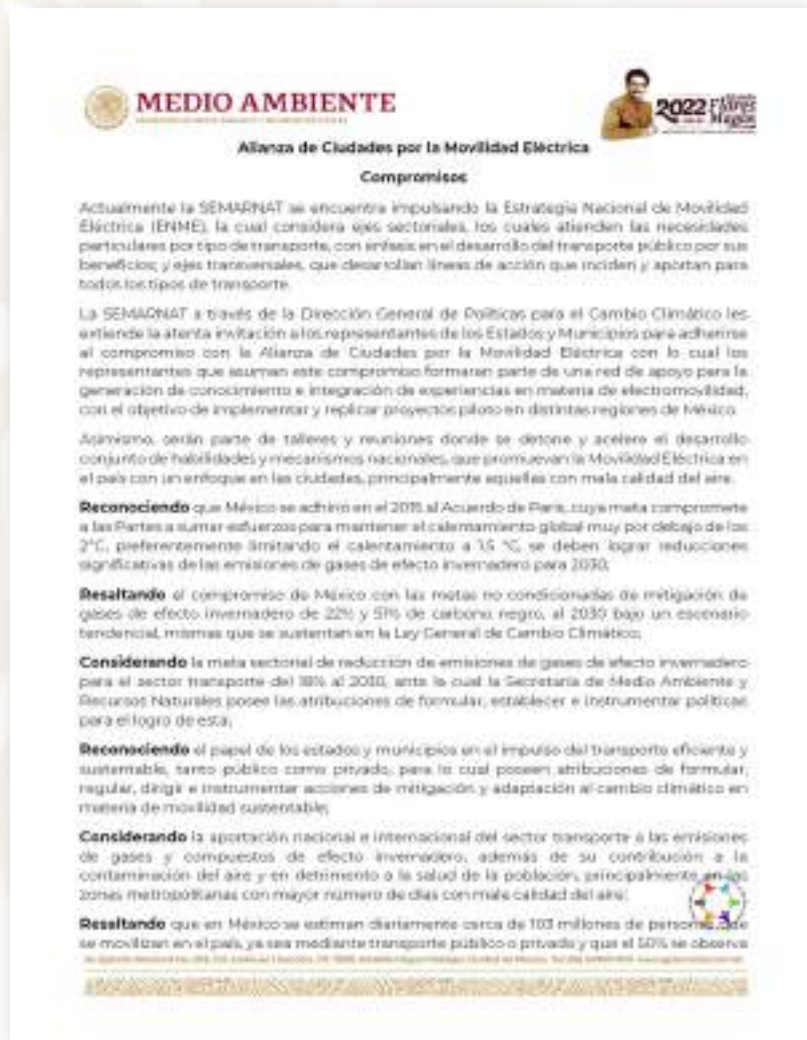 MEDIO AMBIENTE
2022 Flores
Magón
Alianza de Ciudades por la Movilidad Eléctrica
Compromisos
Actualmente la SEMARNAT se encuentra impulsando la Estrategia Nacional de Movilidad
Eléctrica (ENME), la cual considera ejes sectoriales, los cuales atienden las necesidades
particulares por tipo de transporte, con énfasis en el desarrollo del transporte público por sus
beneficios; y ejes transversales, que desarrollan líneas de acción que inciden y aportan para
todos los tipos de transporte.
La SEMARNAT a través de la Dirección General de Políticas para el Cambio Climático les
extiende la atenta invitación a los representantes de los Estados y Municipios para adherirse
al compromiso con la Alianza de Ciudades por la Movilidad Eléctrica con lo cual los
representantes que asuman este compromiso formaran parte de una red de apoyo para la
generación de conocimiento e integración de experiencias en materia de electromovilidad,
con el objetivo de implementar y replicar proyectos piloto en distintas regiones de México.
Asimismo, serán parte de talleres y reuniones donde se detone y acelere el desarrollo
conjunto de habilidades y mecanismos nacionales, que promuevan la Movilidad Eléctrica en
el país con un enfoque en las ciudades, principalmente aquellas con mala calidad del aire.
Reconociendo que México se adhirió en el al Acuerdo de París, cuya meta compromete
a las Partes a sumar esfuerzos para mantener el calentamiento global muy por debajo de los
2°C, preferentemente limitando el calentamiento a 1.5 °C, se deben lograr reducciones
significativas de las emisiones de gases de efecto invernadero para 2030;
Resaltando el compromiso de México con las metas no condicionadas de mitigación de
gases de efecto invernadero de 22% y 51% de carbono negro, al 2030 bajo un escenario
tendencial, mismas que se sustentan en la Ley General de Cambio Climático;
Considerando la meta sectorial de reducción de emisiones de gases de efecto invernadero
para el sector transporte del 18% al 2030, ante lo cual la Secretaría de Medio Ambiente y
Recursos Naturales posee las atribuciones de formular, establecer e instrumentar políticas
para el logro de esta;
Reconociendo el papel de los estados y municipios en el impulso del transporte eficiente y
sustentable, tanto público como privado, para lo cual poseen atribuciones de formular,
regular, dirigir e instrumentar acciones de mitigación y adaptación al cambio climático en
materia de movilidad sustentable;
Considerando la aportación nacional e internacional del sector transporte a las emisiones
de gases y compuestos de efecto invernadero, además de su contribución a la
contaminación del aire y en detrimento a la salud de la población, principalmente en las
zonas metropolitanas con mayor número de días con mala calidad del aire;
Resaltando que en México se estiman diariamente cerca de 103 millones de personas que
se movilizan en el país, ya sea mediante transporte público o privado y que el 50% se observa